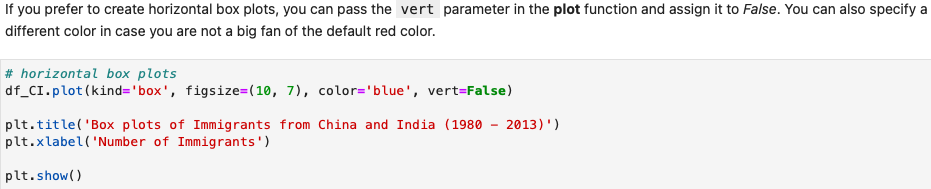 If you prefer to create horizontal box plots, you can pass the vert parameter in the plot function and assign it to False. You can also specify a
different color in case you are not a big fan of the default red color.
# horizontal box plots
df_CI.plot(kind='box', figsize=(10, 7), color='blue', vert=False)
plt.title('Box plots of Immigrants from China and India (1980 - 2013)')
plt.xlabel('Number of Immigrants')
plt.show()